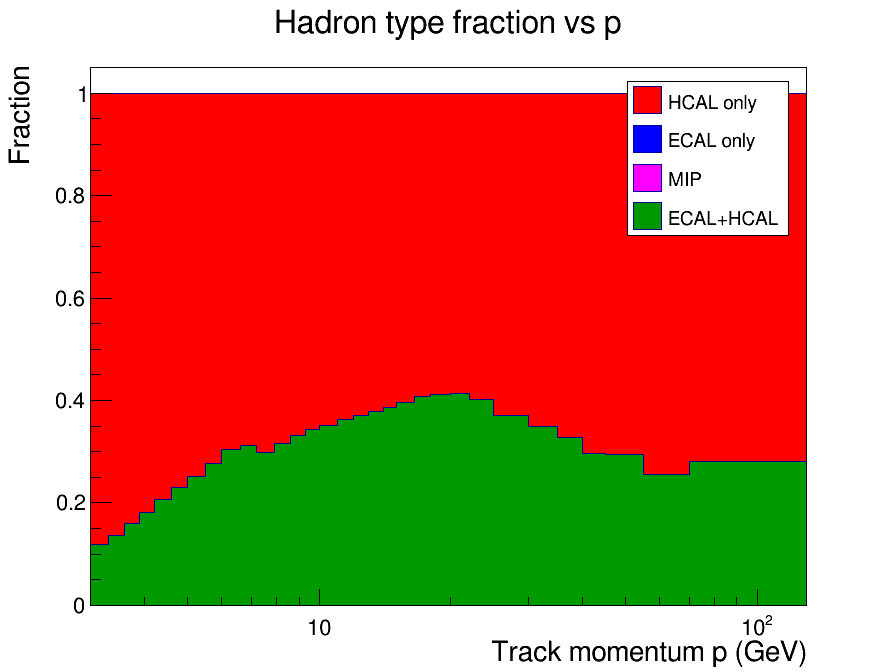 Hadron type fraction vs p
Fraction
1
0.8
0.6
0.4
0.2
0
HCAL only
ECAL only
MIP
ECAL+HCAL
10
10²
Track momentum p (GeV)